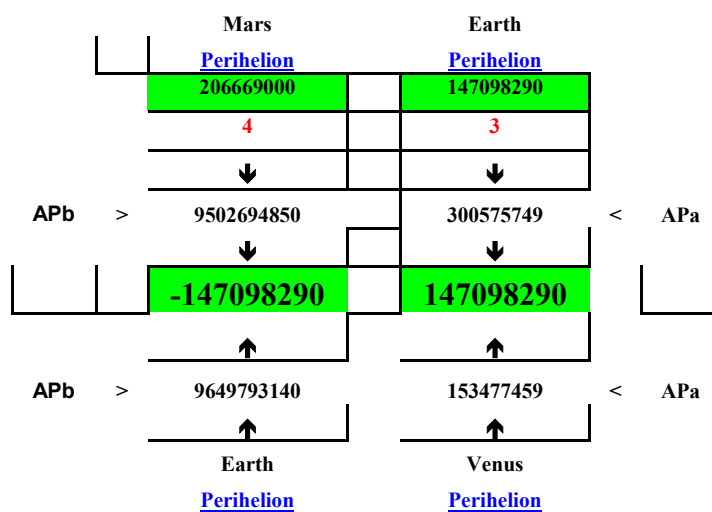 Mars Earth
Perihelion Perihelion
206669000 147098290
4 3
APb > 9502694850 300575749 < APa
-147098290 147098290
APb > 9649793140 153477459 < APa
Earth Venus
Perihelion Perihelion